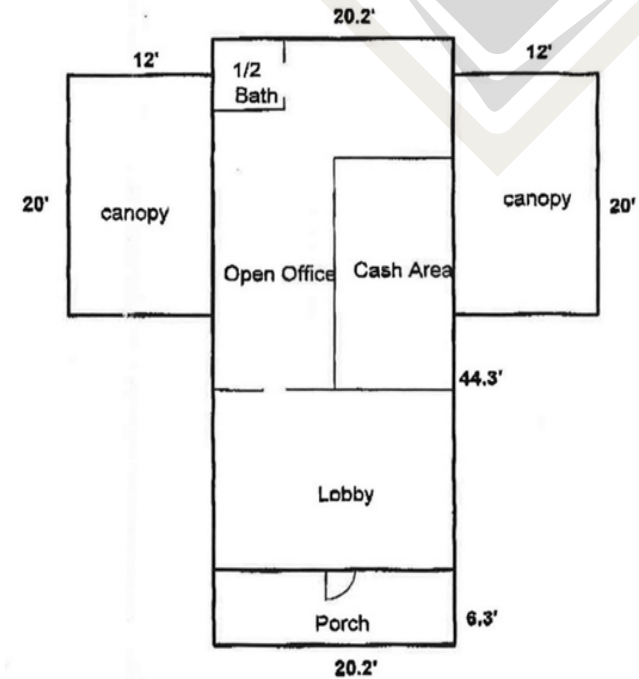 20.2'
12'
12'
1/2
Bath
20'
canopy
canopy
20'
Open Office
Cash Area
44.3'
Lobby
Porch
6.3'
20.2'